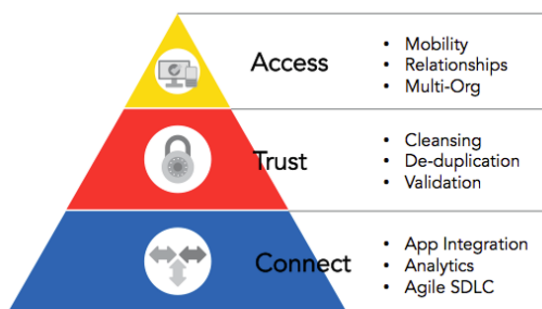 Access
• Mobility
• Relationships
• Multi-Org
Trust
• Cleansing
• De-duplication
• Validation
Connect
• App Integration
• Analytics
• Agile SDLC